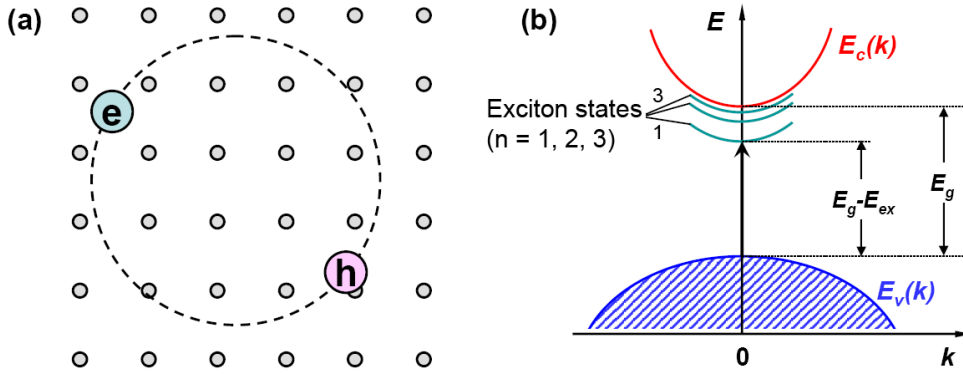 (a)
e
h
(b)
E
E_c(k)
3
Exciton states
(n = 1, 2, 3)
1
E_g-E_ex
E_g
E_v(k)
0
k